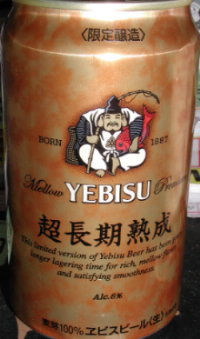 〈限定醸造〉
BORN 1887
Mellow YEBISU Premium
超長期熟成
This limited version of Yebisu Beer has been
longer lagering time for rich, mellow
and satisfying smoothness.
Alc.6%
麦芽100% ヱビスビール〈生〉